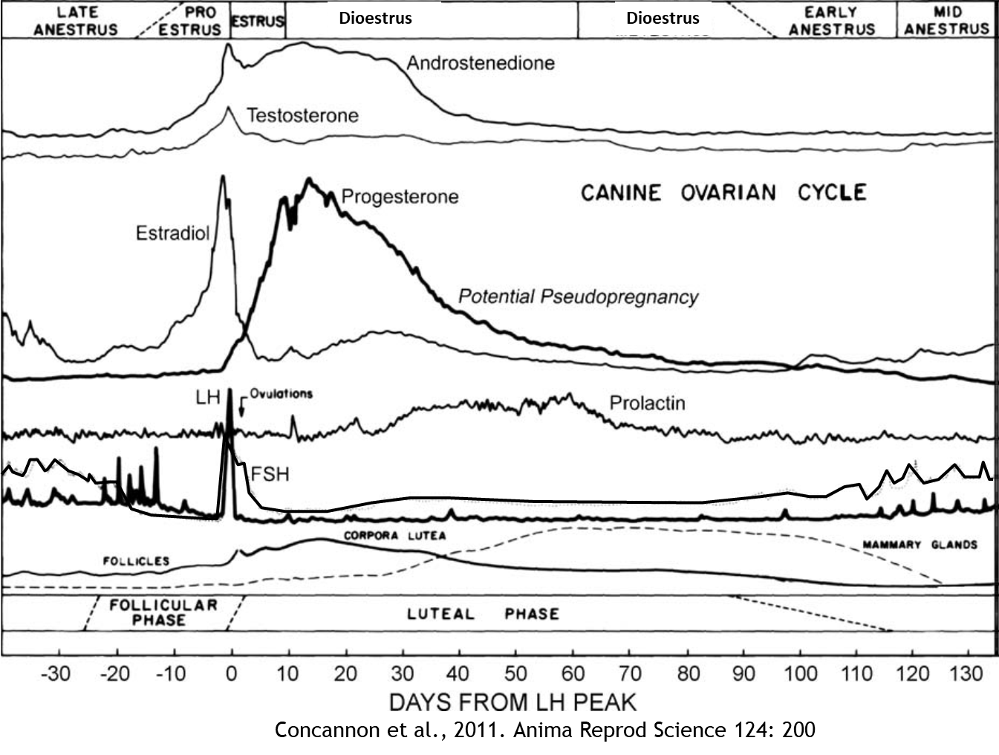 LATE
ANESTRUS
PRO
ESTRUS
ESTRUS
Dioestrus
Dioestrus
EARLY
ANESTRUS
MID
ANESTRUS
Androstenedione
Testosterone
CANINE OVARIAN CYCLE
Progesterone
Estradiol
Potential Pseudopregnancy
LH
Ovulations
Prolactin
FSH
CORPORA LUTEA
MAMMARY GLANDS
FOLLICLES
FOLLICULAR
PHASE
LUTEAL PHASE
-30 -20 -10 0 10 20 30 40 50 60 70 80 90 100 110 120 130
DAYS FROM LH PEAK
Concannon et al., 2011. Anima Reprod Science 124: 200